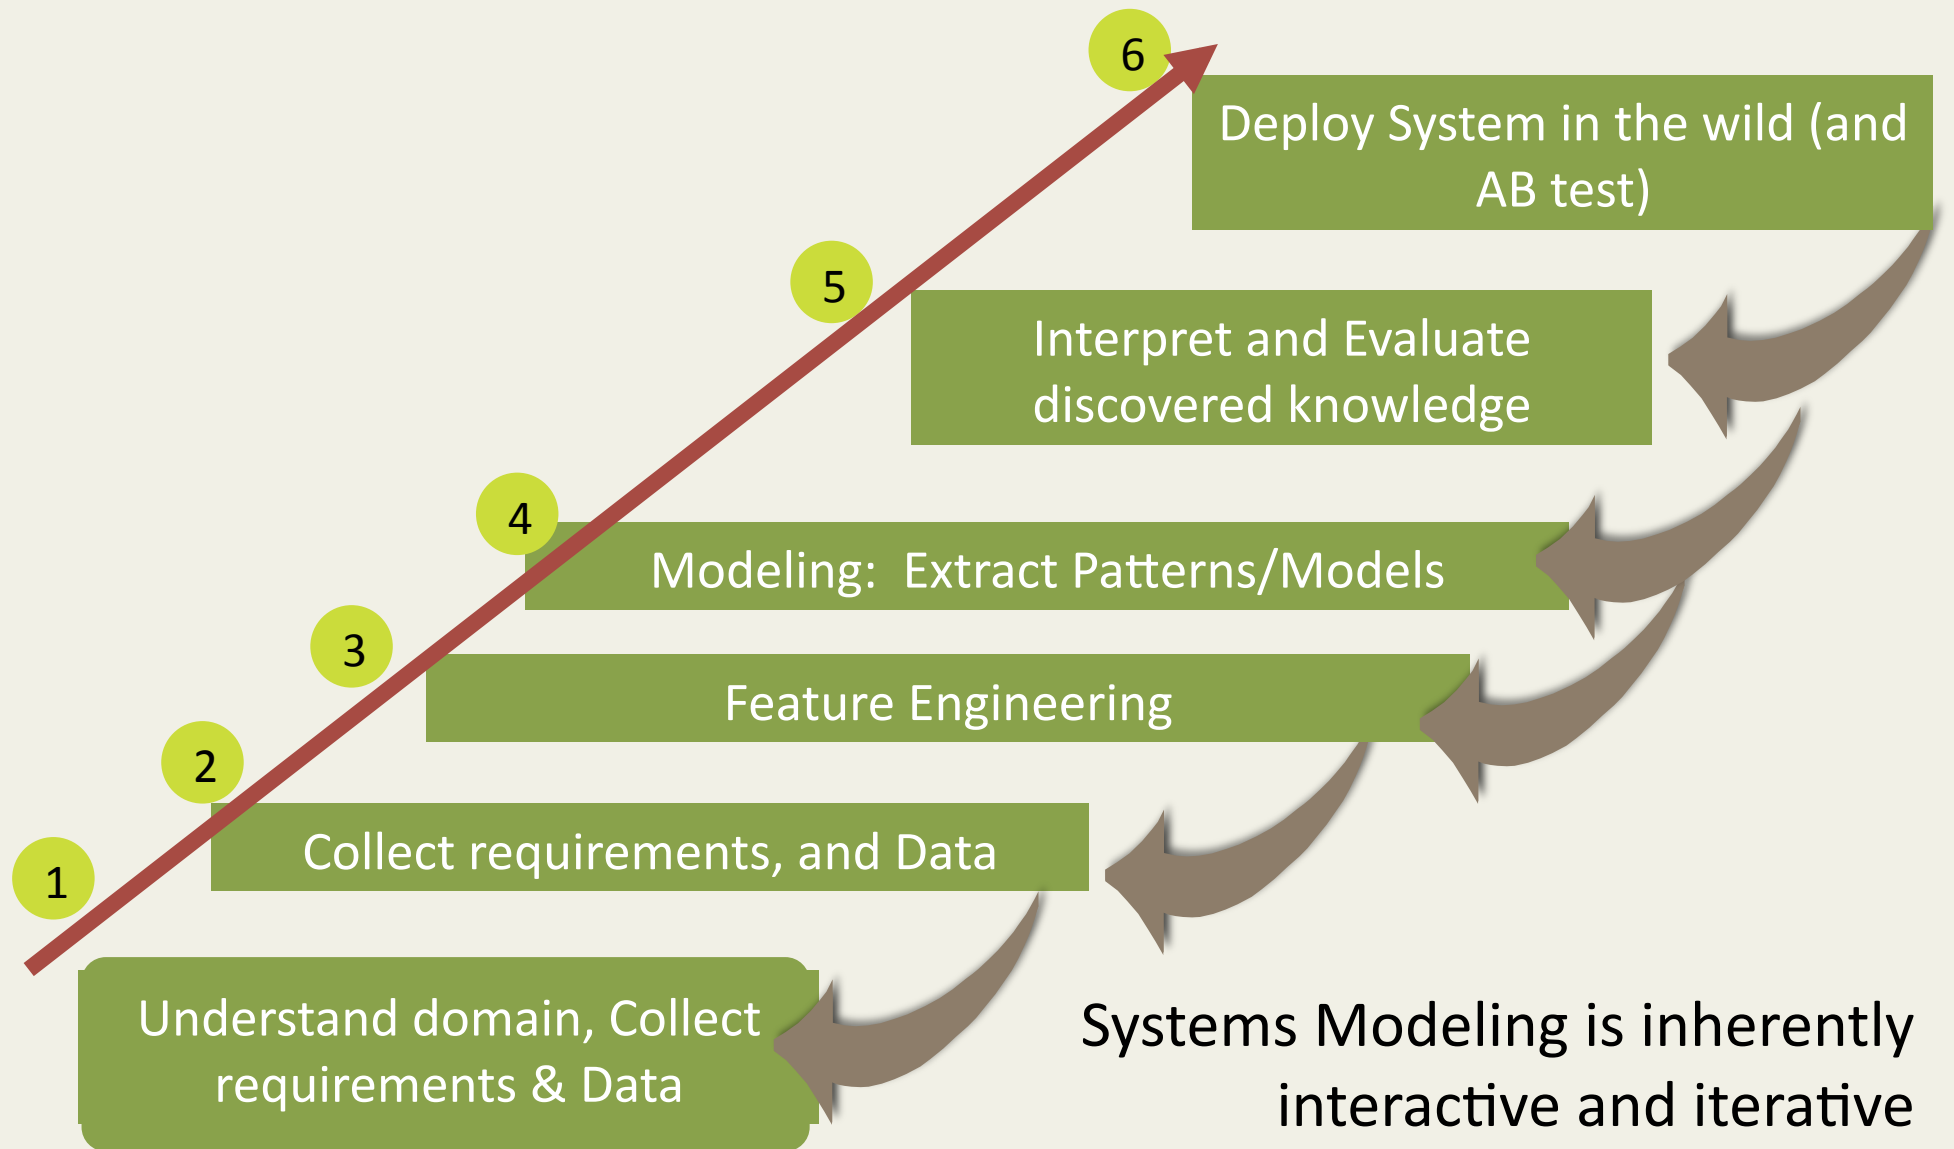 6
Deploy System in the wild (and
AB test)
5
Interpret and Evaluate
discovered knowledge
4
Modeling:  Extract Patterns/Models
3
Feature Engineering
2
Collect requirements, and Data
1
Understand domain, Collect
requirements & Data
Systems Modeling is inherently
interactive and iterative